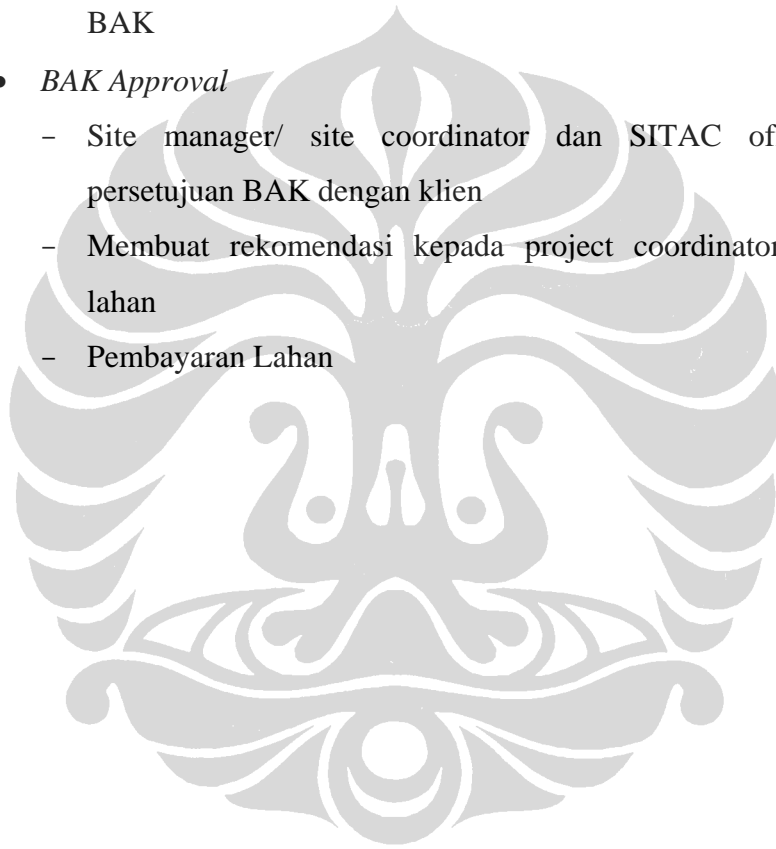 BAK
• BAK Approval
- Site manager/ site coordinator dan SITAC of
persetujuan BAK dengan klien
- Membuat rekomendasi kepada project coordinator
lahan
- Pembayaran Lahan